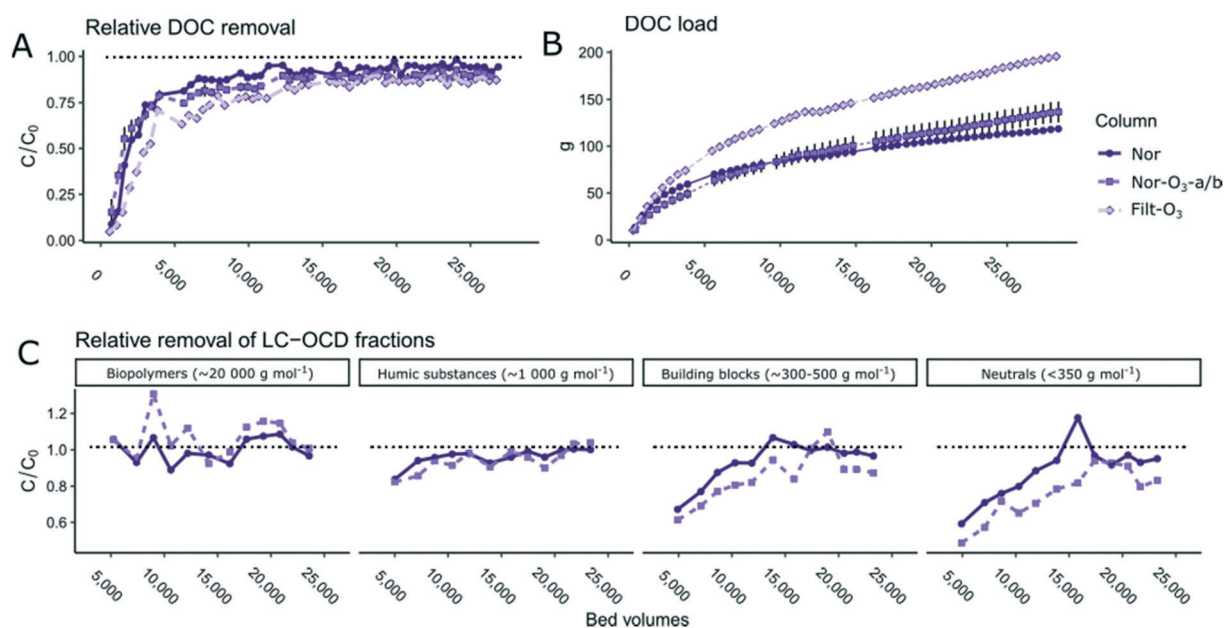 A
Relative DOC removal
C/C₀
1.00
0.75
0.50
0.25
0.00
0
5,000
10,000
15,000
20,000
25,000
B
DOC load
g
200
150
100
50
0
0
5,000
10,000
15,000
20,000
25,000
Column
Nor
Nor-O₃-a/b
Filt-O₃
C
Relative removal of LC−OCD fractions
Biopolymers (~20 000 g mol⁻¹)
Humic substances (~1 000 g mol⁻¹)
Building blocks (~300-500 g mol⁻¹)
Neutrals (<350 g mol⁻¹)
C/C₀
1.2
1.0
0.8
0.6
5,000
10,000
15,000
20,000
25,000
5,000
10,000
15,000
20,000
25,000
5,000
10,000
15,000
20,000
25,000
5,000
10,000
15,000
20,000
25,000
Bed volumes